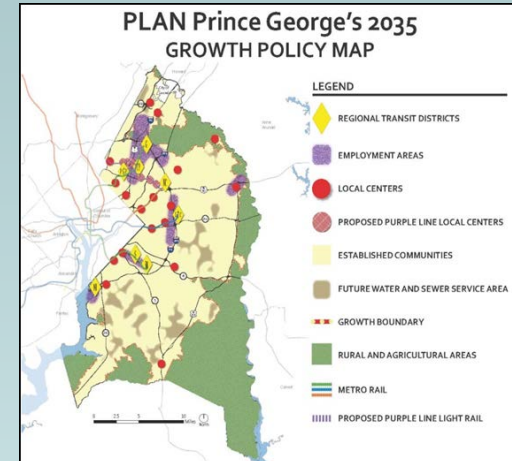 PLAN Prince George's 2035
GROWTH POLICY MAP
LEGEND
REGIONAL TRANSIT DISTRICTS
EMPLOYMENT AREAS
LOCAL CENTERS
PROPOSED PURPLE LINE LOCAL CENTERS
ESTABLISHED COMMUNITIES
FUTURE WATER AND SEWER SERVICE AREA
GROWTH BOUNDARY
RURAL AND AGRICULTURAL AREAS
METRO RAIL
PROPOSED PURPLE LINE LIGHT RAIL